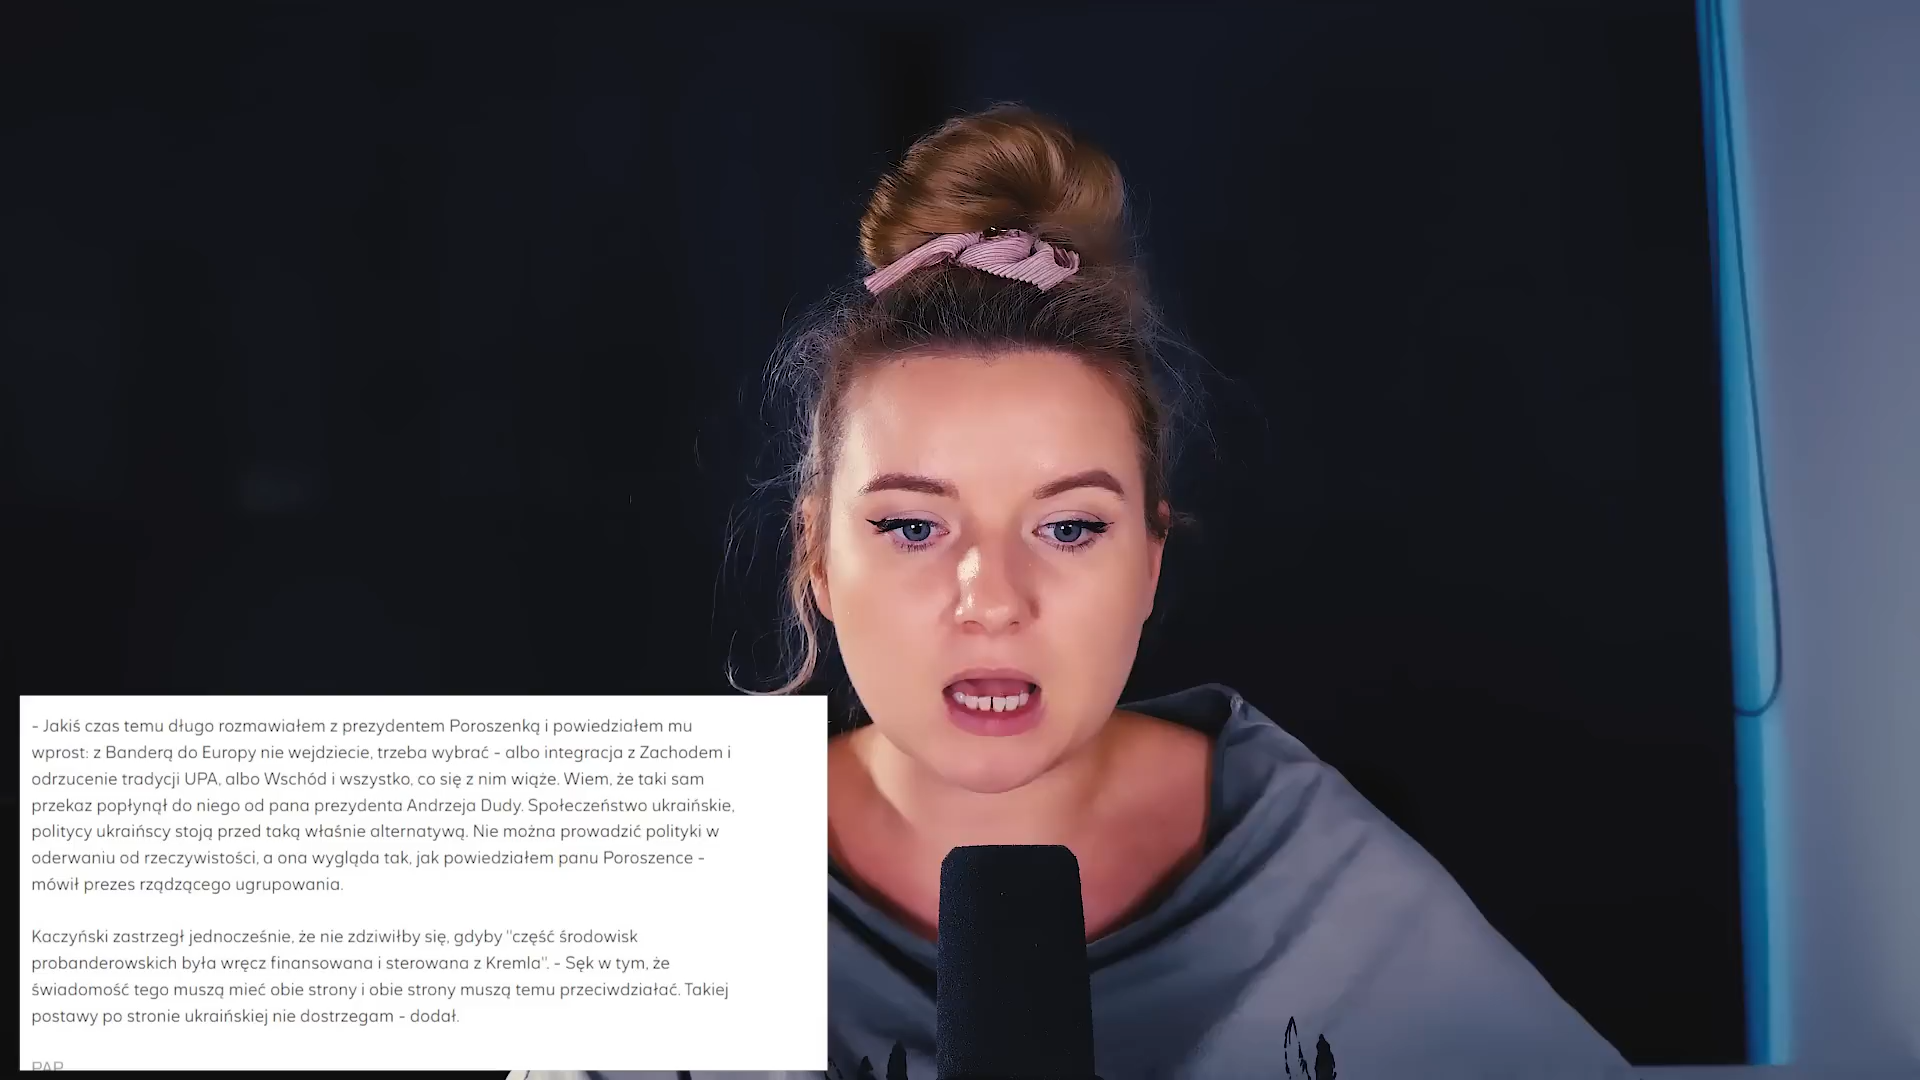 - Jakiś czas temu długo rozmawiałem z prezydentem Poroszenką i powiedziałem mu
wprost: z Banderą do Europy nie wejdziecie, trzeba wybrać - albo integracja z Zachodem i
odrzucenie tradycji UPA, albo Wschód i wszystko, co się z nim wiąże. Wiem, że taki sam
przekaz popłynął do niego od pana prezydenta Andrzeja Dudy. Społeczeństwo ukraińskie,
politycy ukraińscy stoją przed taką właśnie alternatywą. Nie można prowadzić polityki w
oderwaniu od rzeczywistości, a ona wygląda tak, jak powiedziałem panu Poroszence -
mówił prezes rządzącego ugrupowania.
Kaczyński zastrzegł jednocześnie, że nie zdziwiłby się, gdyby "część środowisk
probanderowskich była wręcz finansowana i sterowana z Kremla". - Sęk w tym, że
świadomość tego muszą mieć obie strony i obie strony muszą temu przeciwdziałać. Takiej
postawy po stronie ukraińskiej nie dostrzegam - dodał.
PAP